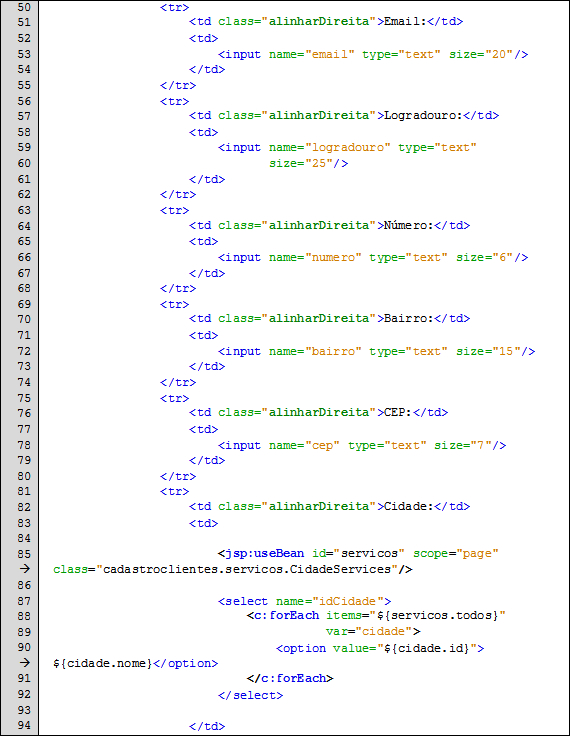 50 <tr>
51 <td class="alinharDireita">Email:</td>
52 <td>
53 <input name="email" type="text" size="20"/>
54 </td>
55 </tr>
56 <tr>
57 <td class="alinharDireita">Logradouro:</td>
58 <td>
59 <input name="logradouro" type="text"
60 size="25"/>
61 </td>
62 </tr>
63 <tr>
64 <td class="alinharDireita">Número:</td>
65 <td>
66 <input name="numero" type="text" size="6"/>
67 </td>
68 </tr>
69 <tr>
70 <td class="alinharDireita">Bairro:</td>
71 <td>
72 <input name="bairro" type="text" size="15"/>
73 </td>
74 </tr>
75 <tr>
76 <td class="alinharDireita">CEP:</td>
77 <td>
78 <input name="cep" type="text" size="7"/>
79 </td>
80 </tr>
81 <tr>
82 <td class="alinharDireita">Cidade:</td>
83 <td>
84
85 <jsp:useBean id="servicos" scope="page"
→ class="cadastroclientes.servicos.CidadeServices"/>
86
87 <select name="idCidade">
88 <c:forEach items="${servicos.todos}"
89 var="cidade">
90 <option value="${cidade.id}">
→ ${cidade.nome}</option>
91 </c:forEach>
92 </select>
93
94 </td>